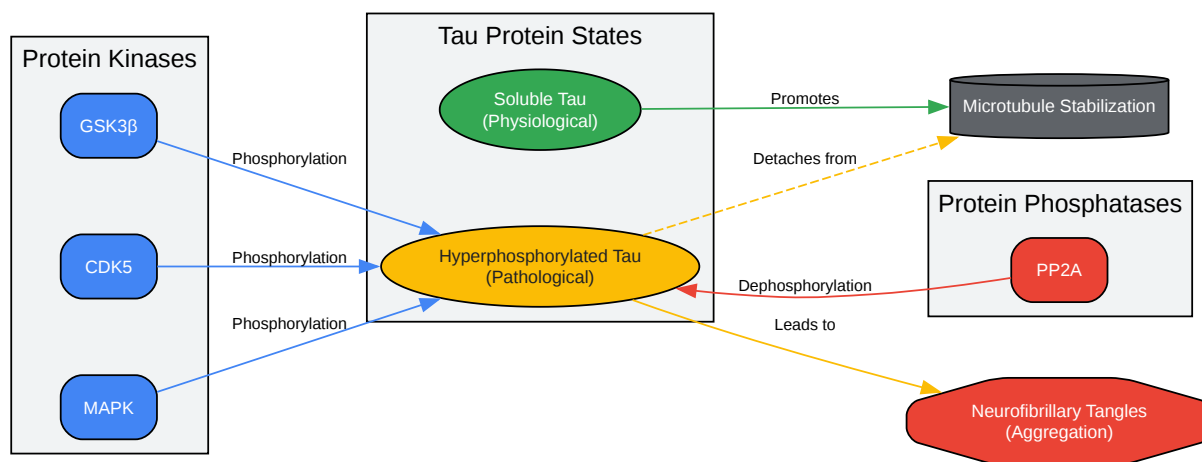 Protein Kinases
GSK3β
CDK5
MAPK
Phosphorylation
Phosphorylation
Phosphorylation
Tau Protein States
Soluble Tau
(Physiological)
Hyperphosphorylated Tau
(Pathological)
Promotes
Detaches from
Dephosphorylation
Leads to
Microtubule Stabilization
Protein Phosphatases
PP2A
Neurofibrillary Tangles
(Aggregation)